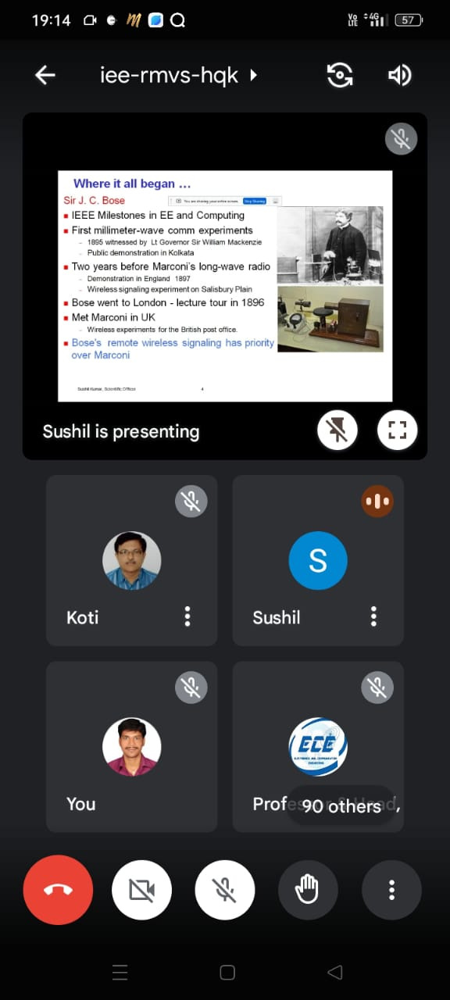 19:14
Vo LTE
4G
57
iee-rmvs-hqk
Where it all began ...
Sir J. C. Bose
You are sharing your entire screen.
Stop Sharing
IEEE Milestones in EE and Computing
First millimeter-wave comm experiments
- 1895 witnessed by Lt Governor Sir William Mackenzie
- Public demonstration in Kolkata
Two years before Marconi's long-wave radio
- Demonstration in England 1897
- Wireless signaling experiment on Salisbury Plain
Bose went to London - lecture tour in 1896
Met Marconi in UK
- Wireless experiments for the British post office.
Bose's remote wireless signaling has priority
over Marconi
Sushil Kumar, Scientific Officer
4
Sushil is presenting
S
Koti
Sushil
ECE
ELECTRONICS AND COMMUNICATION
ENGINEERING
You
90 others